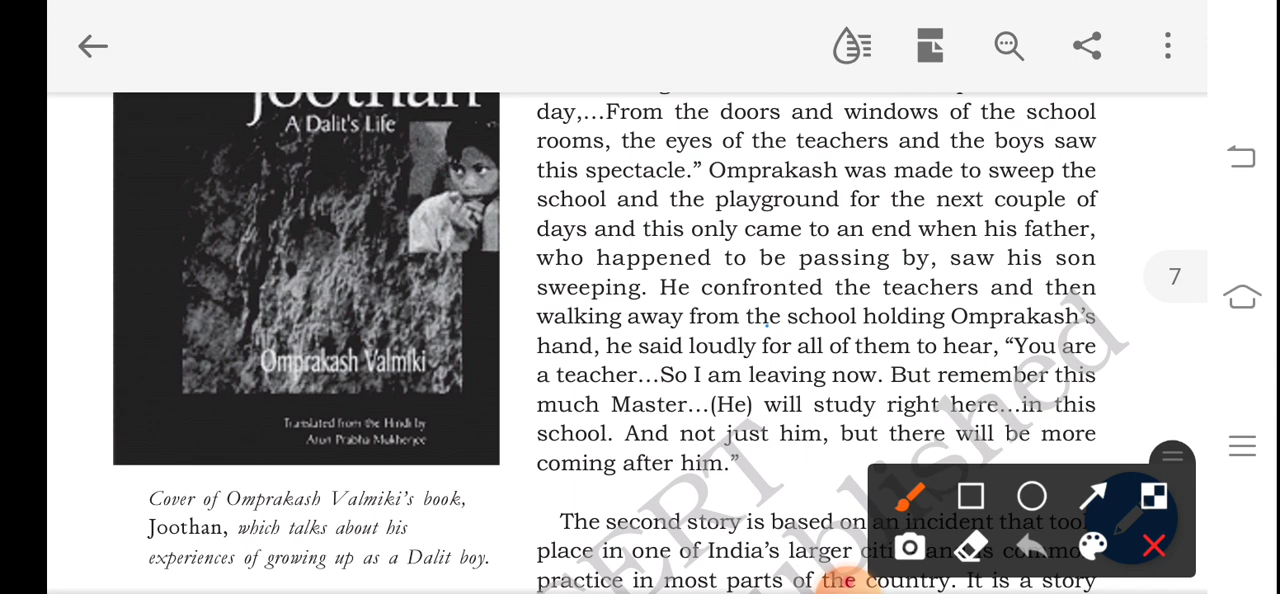 Joothan
A Dalit's Life
Omprakash Valmiki
Translated from the Hindi by
Arun Prabha Mukherjee
Cover of Omprakash Valmiki's book,
Joothan, which talks about his
experiences of growing up as a Dalit boy.
day,...From the doors and windows of the school
rooms, the eyes of the teachers and the boys saw
this spectacle.” Omprakash was made to sweep the
school and the playground for the next couple of
days and this only came to an end when his father,
who happened to be passing by, saw his son
sweeping. He confronted the teachers and then
walking away from the school holding Omprakash's
hand, he said loudly for all of them to hear, “You are
a teacher...So I am leaving now. But remember this
much Master...(He) will study right here...in this
school. And not just him, but there will be more
coming after him.”
The second story is based on an incident that took
place in one of India's larger
practice in most parts of the country. It is a story
7